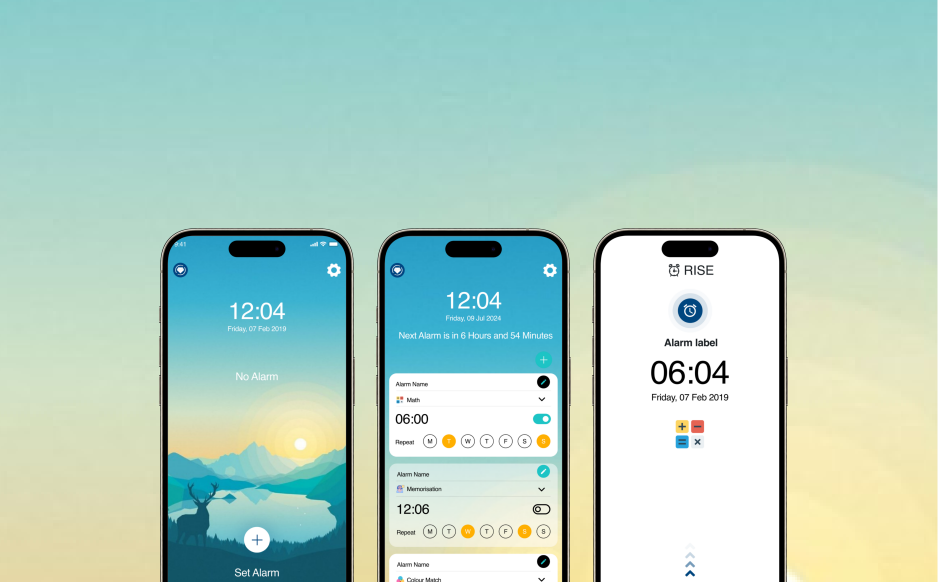 9:41
12:04
Friday, 07 Feb 2019
No Alarm
Set Alarm
12:04
Friday, 09 Jul 2024
Next Alarm is in 6 Hours and 54 Minutes
Alarm Name
Math
06:00
Repeat M T W T F S S
Alarm Name
Memorisation
12:06
Repeat M T W T F S S
Alarm Name
Colour Match
RISE
Alarm label
06:04
Friday, 07 Feb 2019